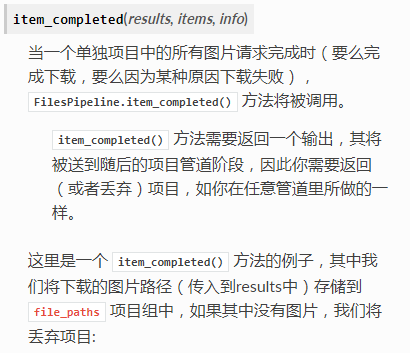 item_completed(results, items, info)
当一个单独项目中的所有图片请求完成时（要么完
成下载，要么因为某种原因下载失败），
FilesPipeline.item_completed() 方法将被调用。
item_completed() 方法需要返回一个输出，其将
被送到随后的项目管道阶段，因此你需要返回
（或者丢弃）项目，如你在任意管道里所做的一
样。
这里是一个 item_completed() 方法的例子，其中我
们将下载的图片路径（传入到results中）存储到
file_paths 项目组中，如果其中没有图片，我们将
丢弃项目: